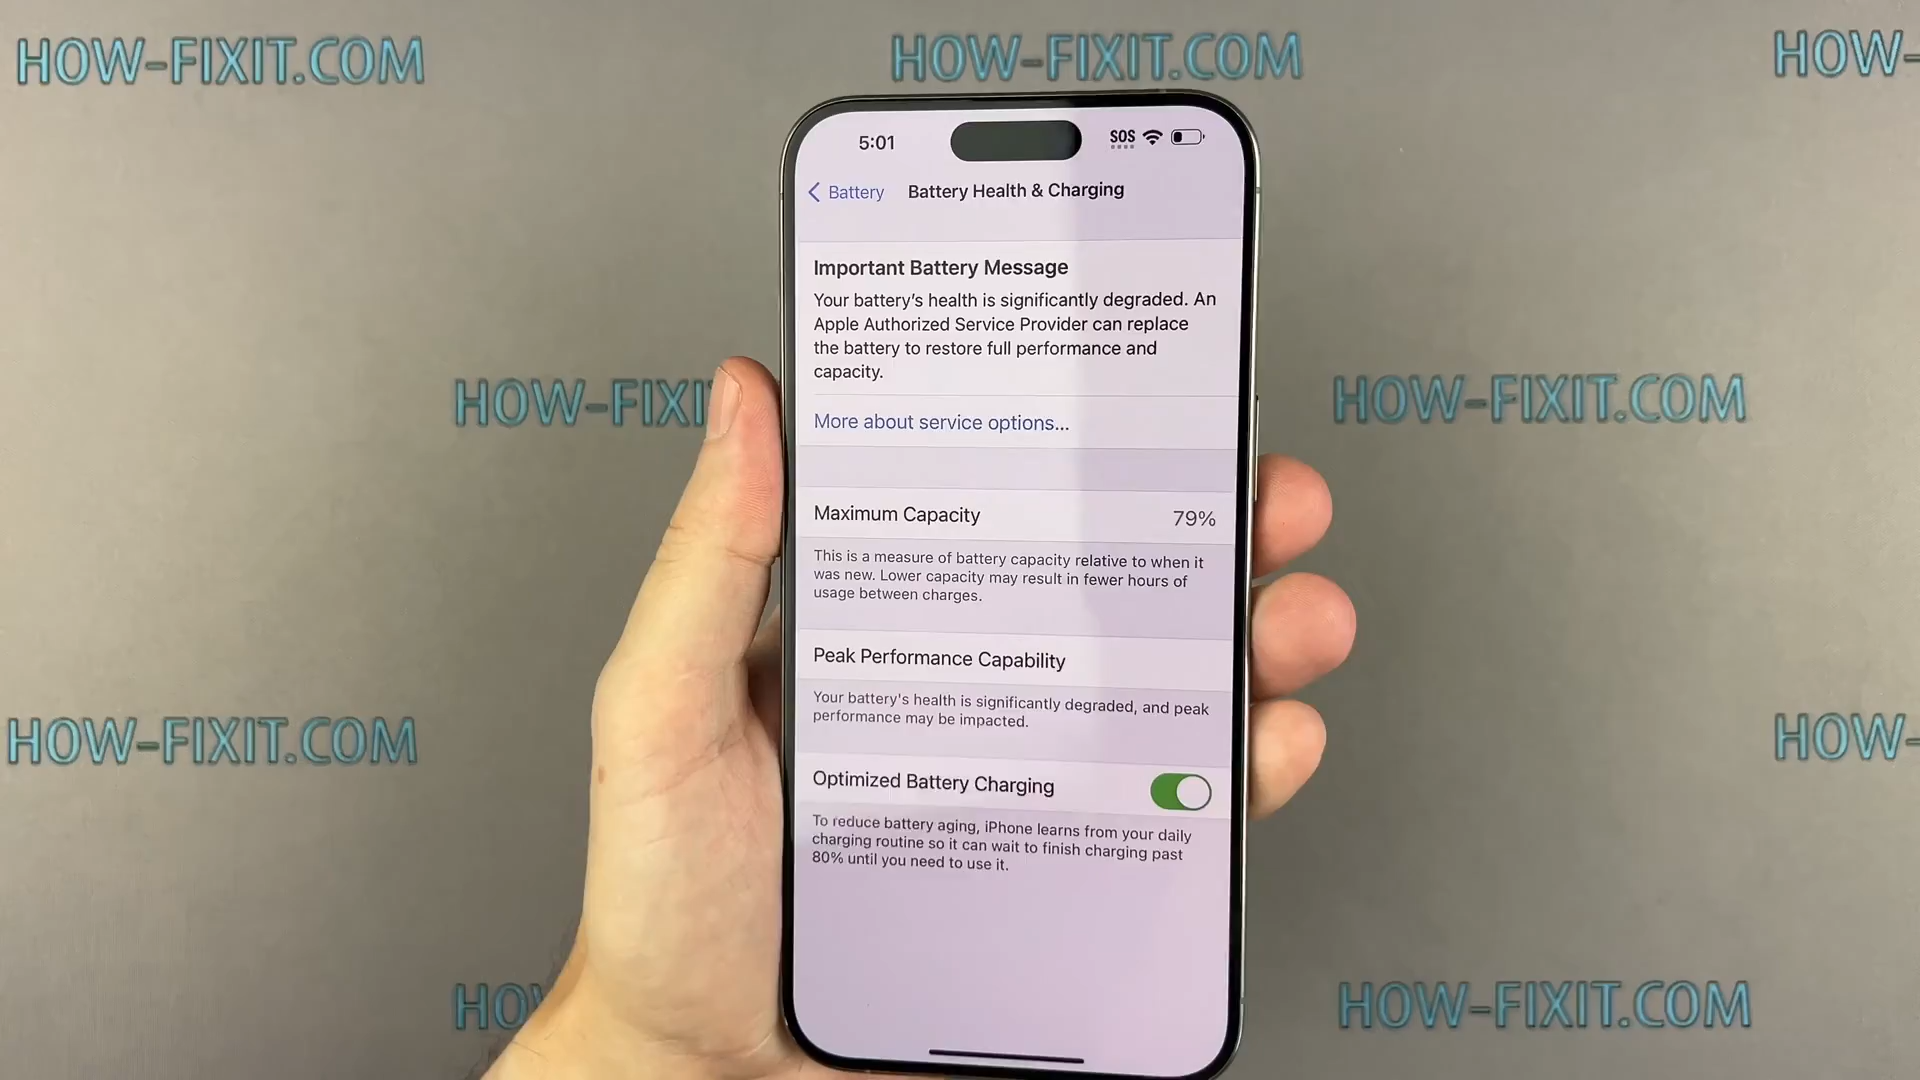 HOW-FIXIT.COM
HOW-FIXIT.COM
HOW-
5:01
SOS
Battery
Battery Health & Charging
Important Battery Message
Your battery's health is significantly degraded. An
Apple Authorized Service Provider can replace
the battery to restore full performance and
capacity.
HOW-FIXI
HOW-FIXIT.COM
More about service options...
Maximum Capacity
79%
This is a measure of battery capacity relative to when it
was new. Lower capacity may result in fewer hours of
usage between charges.
Peak Performance Capability
Your battery's health is significantly degraded, and peak
performance may be impacted.
HOW-FIXIT.COM
HOW-
Optimized Battery Charging
To reduce battery aging, iPhone learns from your daily
charging routine so it can wait to finish charging past
80% until you need to use it.
HOW
HOW-FIXIT.COM